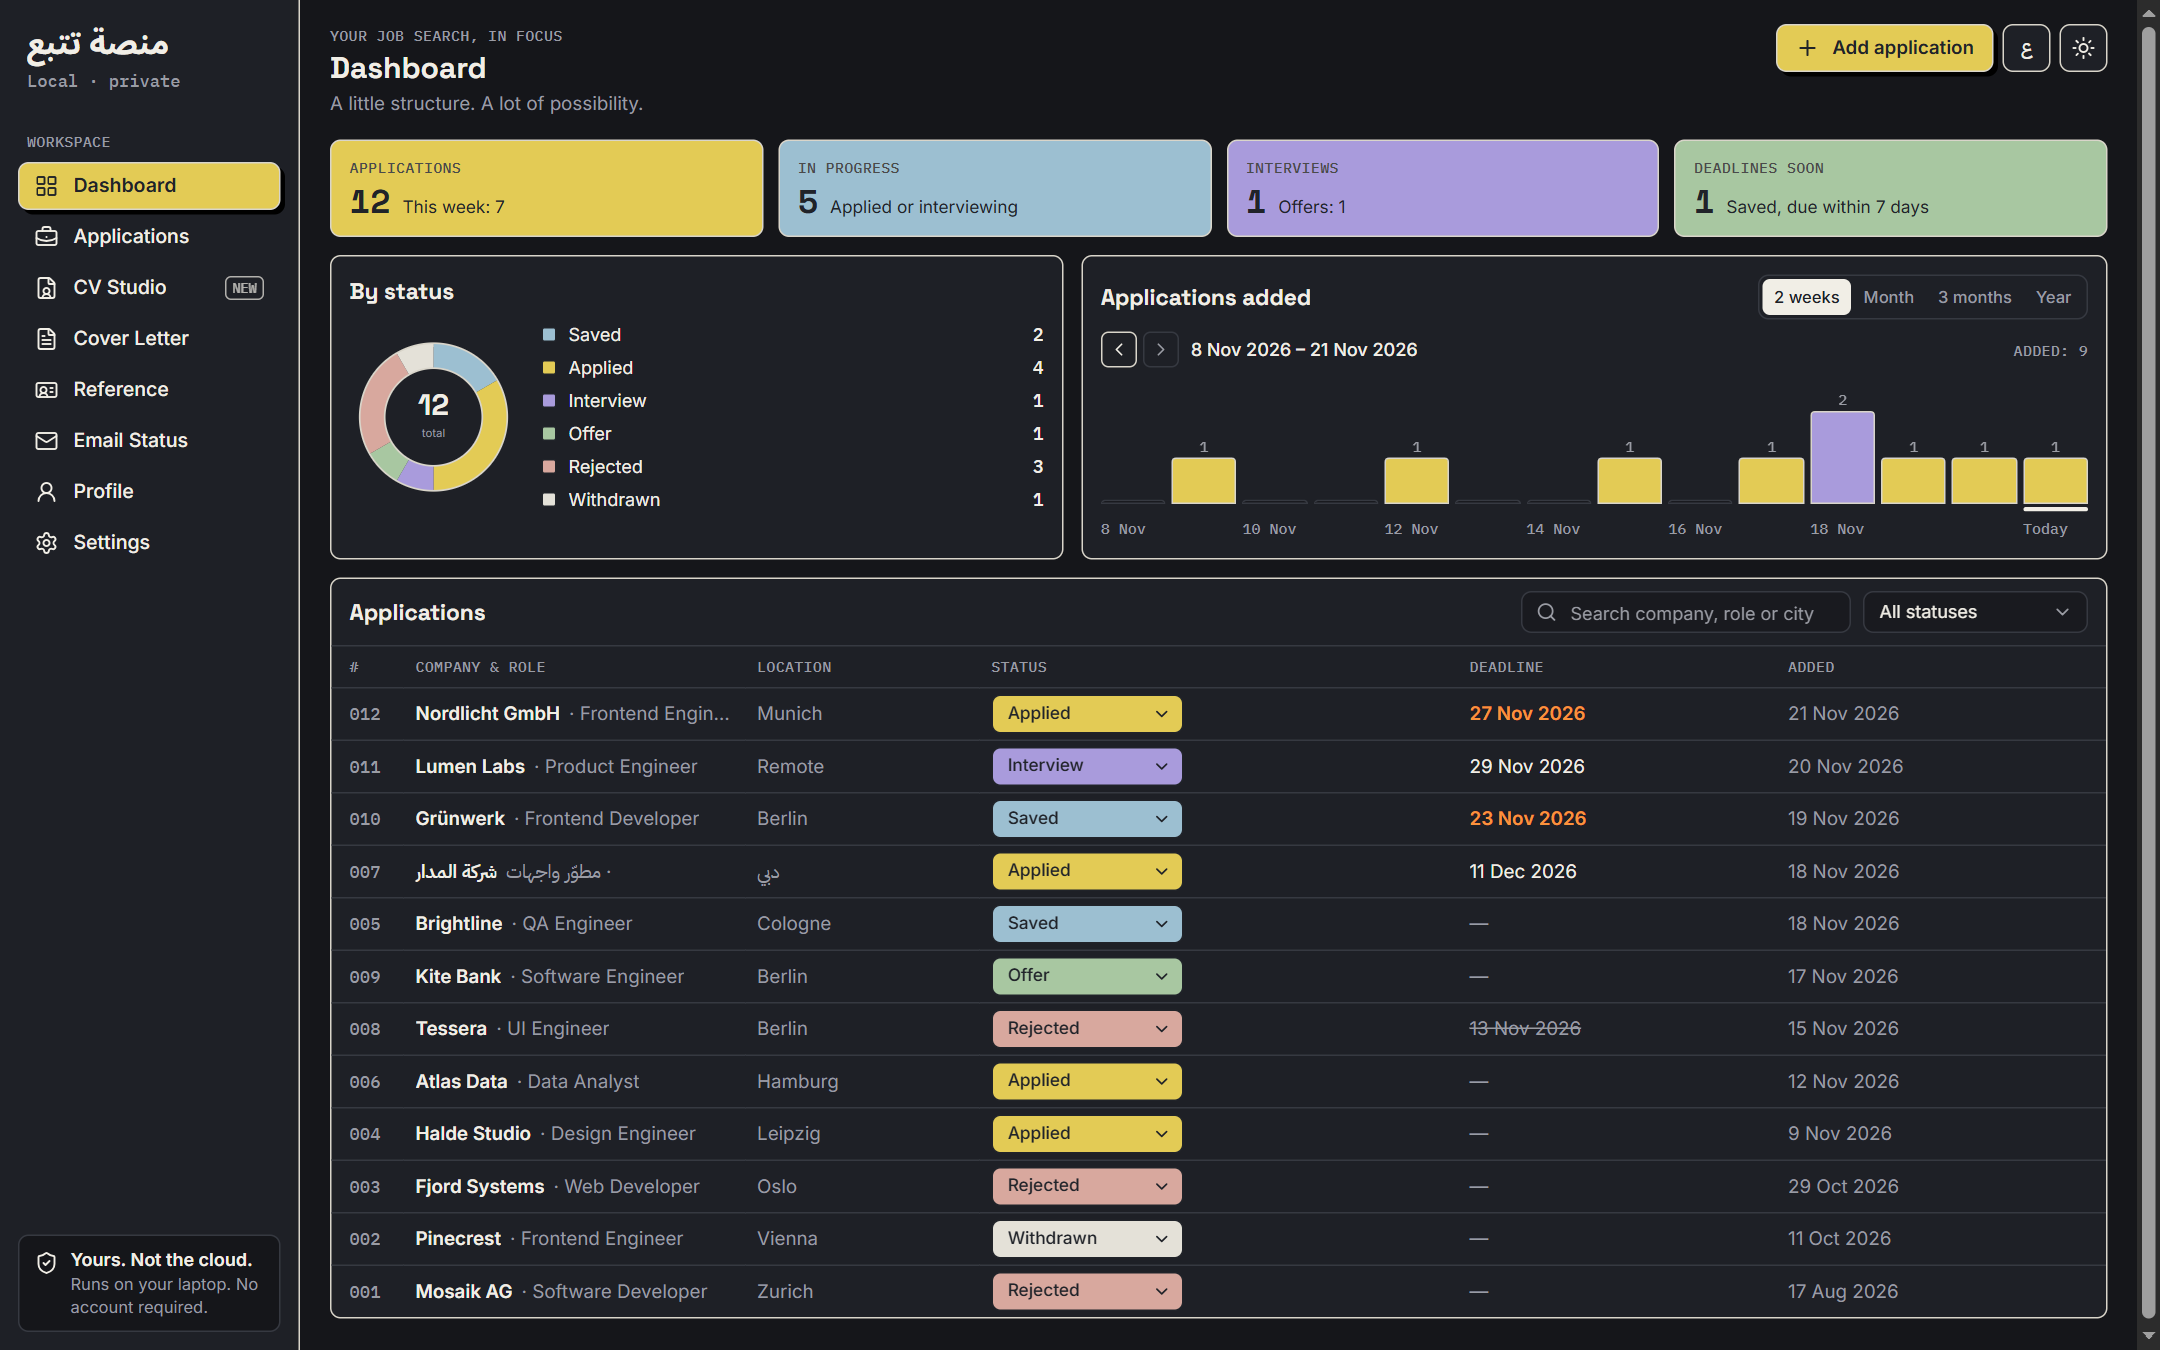 منصة تتبع
Local · private
WORKSPACE
Dashboard
Applications
CV Studio NEW
Cover Letter
Reference
Email Status
Profile
Settings
Yours. Not the cloud.
Runs on your laptop. No
account required.
YOUR JOB SEARCH, IN FOCUS
Dashboard
A little structure. A lot of possibility.
Add application
ع
APPLICATIONS
12 This week: 7
IN PROGRESS
5 Applied or interviewing
INTERVIEWS
1 Offers: 1
DEADLINES SOON
1 Saved, due within 7 days
By status
12
total
Saved 2
Applied 4
Interview 1
Offer 1
Rejected 3
Withdrawn 1
Applications added
2 weeks Month 3 months Year
8 Nov 2026 – 21 Nov 2026
ADDED: 9
1 1 1 1 2 1 1 1
8 Nov 10 Nov 12 Nov 14 Nov 16 Nov 18 Nov Today
Applications
Search company, role or city
All statuses
# COMPANY & ROLE LOCATION STATUS DEADLINE ADDED
012 Nordlicht GmbH · Frontend Engin... Munich Applied 27 Nov 2026 21 Nov 2026
011 Lumen Labs · Product Engineer Remote Interview 29 Nov 2026 20 Nov 2026
010 Grünwerk · Frontend Developer Berlin Saved 23 Nov 2026 19 Nov 2026
007 شركة المدار · مطوّر واجهات دبي Applied 11 Dec 2026 18 Nov 2026
005 Brightline · QA Engineer Cologne Saved — 18 Nov 2026
009 Kite Bank · Software Engineer Berlin Offer — 17 Nov 2026
008 Tessera · UI Engineer Berlin Rejected 13 Nov 2026 15 Nov 2026
006 Atlas Data · Data Analyst Hamburg Applied — 12 Nov 2026
004 Halde Studio · Design Engineer Leipzig Applied — 9 Nov 2026
003 Fjord Systems · Web Developer Oslo Rejected — 29 Oct 2026
002 Pinecrest · Frontend Engineer Vienna Withdrawn — 11 Oct 2026
001 Mosaik AG · Software Developer Zurich Rejected — 17 Aug 2026